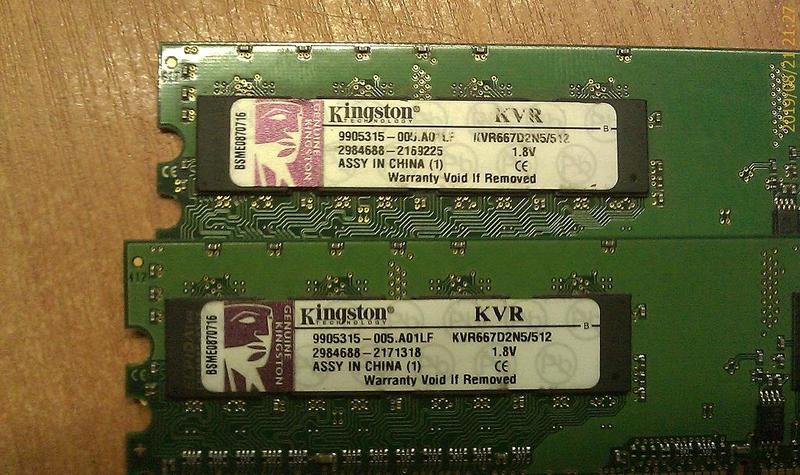 2019/08/21 21:27
BSME0870716
GENUINE KINGSTON
Kingston®
TECHNOLOGY
KVR
9905315-005.A01LF KVR667D2N5/512
2984688-2169225 1.8V
ASSY IN CHINA (1) CE
Warranty Void If Removed
B
BSME0870716
GENUINE KINGSTON
Kingston®
TECHNOLOGY
KVR
9905315-005.A01LF KVR667D2N5/512
2984688-2171318 1.8V
ASSY IN CHINA (1) CE
Warranty Void If Removed
B